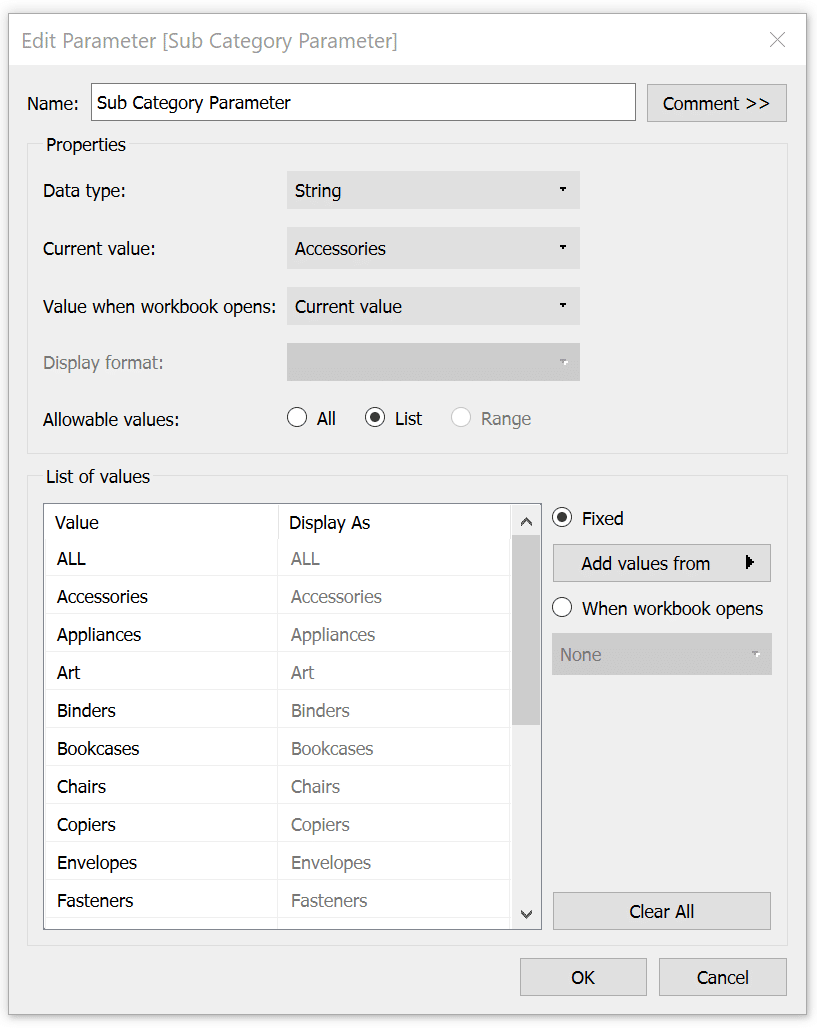 Edit Parameter [Sub Category Parameter]
Name: Sub Category Parameter Comment >>
Properties
Data type: String
Current value: Accessories
Value when workbook opens: Current value
Display format:
Allowable values: All List Range
List of values
Value Display As Fixed
ALL ALL Add values from
Accessories Accessories When workbook opens
Appliances Appliances None
Art Art
Binders Binders
Bookcases Bookcases
Chairs Chairs
Copiers Copiers
Envelopes Envelopes
Fasteners Fasteners Clear All
OK Cancel